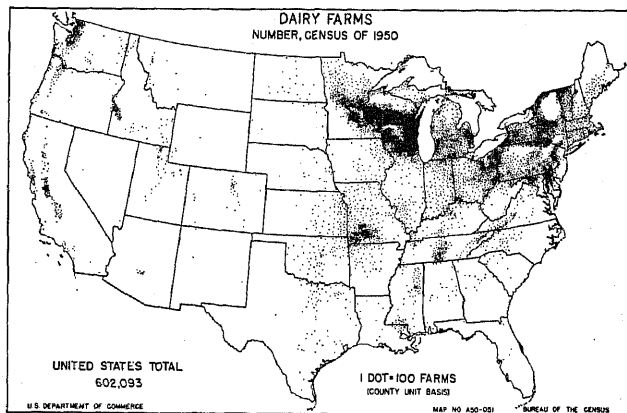 DAIRY FARMS
NUMBER, CENSUS OF 1950
UNITED STATES TOTAL
602,093
1 DOT=100 FARMS
(COUNTY UNIT BASIS)
U.S. DEPARTMENT OF COMMERCE
MAP NO A50-051
BUREAU OF THE CENSUS